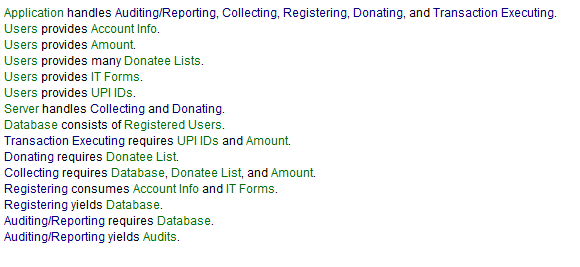 Application handles Auditing/Reporting, Collecting, Registering, Donating, and Transaction Executing.
Users provides Account Info.
Users provides Amount.
Users provides many Donatee Lists.
Users provides IT Forms.
Users provides UPI IDs.
Server handles Collecting and Donating.
Database consists of Registered Users.
Transaction Executing requires UPI IDs and Amount.
Donating requires Donatee List.
Collecting requires Database, Donatee List, and Amount.
Registering consumes Account Info and IT Forms.
Registering yields Database.
Auditing/Reporting requires Database.
Auditing/Reporting yields Audits.